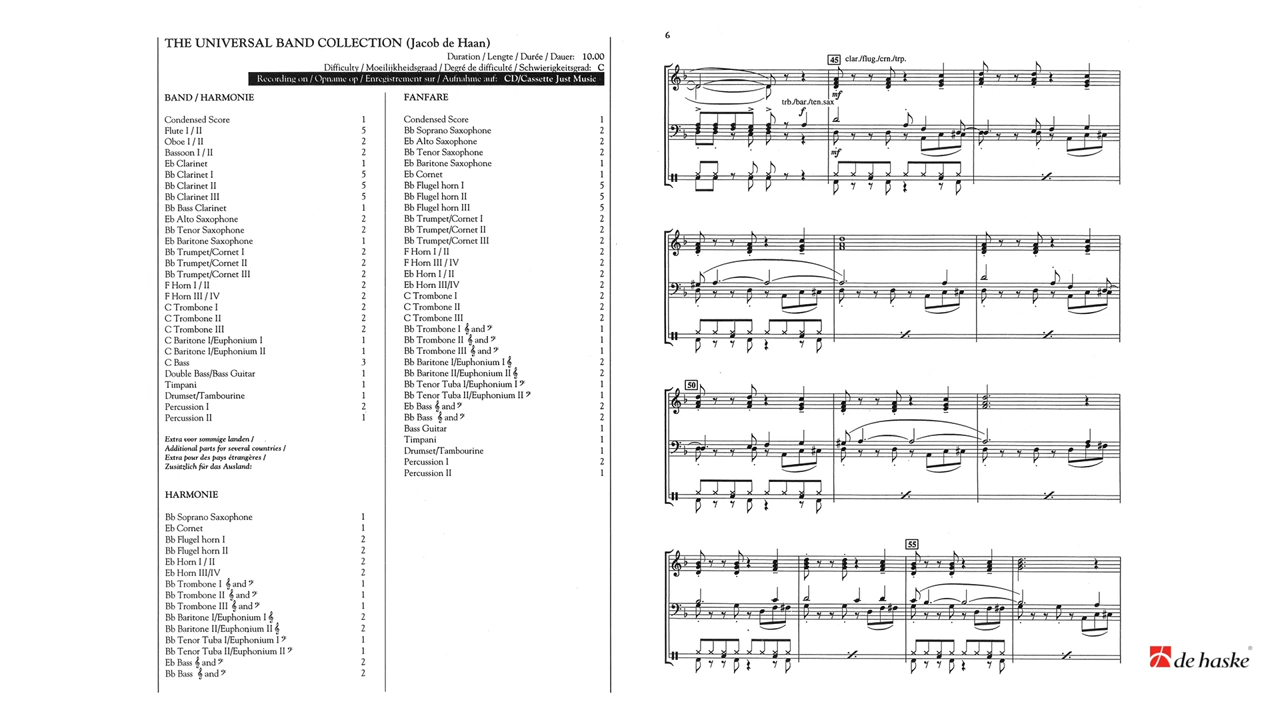 THE UNIVERSAL BAND COLLECTION (Jacob de Haan)
Duration / Lengte / Durée / Dauer: 10.00
Difficulty / Moeilijkheidsgraad / Degré de difficulté / Schwierigkeitsgrad: C
Recording on / Opname op / Enregistrement sur / Aufnahme auf: CD/Cassette Just Music
BAND / HARMONIE
Condensed Score 1
Flute I / II 5
Oboe I / II 2
Bassoon I / II 2
Eb Clarinet 1
Bb Clarinet I 5
Bb Clarinet II 5
Bb Clarinet III 5
Bb Bass Clarinet 1
Eb Alto Saxophone 2
Bb Tenor Saxophone 2
Eb Baritone Saxophone 1
Bb Trumpet/Cornet I 2
Bb Trumpet/Cornet II 2
Bb Trumpet/Cornet III 2
F Horn I / II 2
F Horn III / IV 2
C Trombone I 2
C Trombone II 2
C Trombone III 2
C Baritone I/Euphonium I 1
C Baritone I/Euphonium II 1
C Bass 3
Double Bass/Bass Guitar 1
Timpani 1
Drumset/Tambourine 1
Percussion I 2
Percussion II 1
Extra voor sommige landen /
Additional parts for several countries /
Extra pour des pays étrangères /
Zusätzlich für das Ausland:
HARMONIE
Bb Soprano Saxophone 1
Eb Cornet 1
Bb Flugel horn I 2
Bb Flugel horn II 2
Eb Horn I / II 2
Eb Horn III/IV 2
Bb Trombone I 𝄞 and 𝄢 1
Bb Trombone II 𝄞 and 𝄢 1
Bb Trombone III 𝄞 and 𝄢 1
Bb Baritone I/Euphonium I 𝄞 2
Bb Baritone II/Euphonium II 𝄞 2
Bb Tenor Tuba I/Euphonium I 𝄢 1
Bb Tenor Tuba II/Euphonium II 𝄢 1
Eb Bass 𝄞 and 𝄢 2
Bb Bass 𝄞 and 𝄢 2
FANFARE
Condensed Score 1
Bb Soprano Saxophone 2
Eb Alto Saxophone 2
Bb Tenor Saxophone 2
Eb Baritone Saxophone 1
Eb Cornet 1
Bb Flugel horn I 5
Bb Flugel horn II 5
Bb Flugel horn III 5
Bb Trumpet/Cornet I 2
Bb Trumpet/Cornet II 2
Bb Trumpet/Cornet III 2
F Horn I / II 2
F Horn III / IV 2
Eb Horn I / II 2
Eb Horn III/IV 2
C Trombone I 2
C Trombone II 2
C Trombone III 2
Bb Trombone I 𝄞 and 𝄢 1
Bb Trombone II 𝄞 and 𝄢 1
Bb Trombone III 𝄞 and 𝄢 1
Bb Baritone I/Euphonium I 𝄞 2
Bb Baritone II/Euphonium II 𝄞 2
Bb Tenor Tuba I/Euphonium I 𝄢 1
Bb Tenor Tuba II/Euphonium II 𝄢 1
Eb Bass 𝄞 and 𝄢 2
Bb Bass 𝄞 and 𝄢 2
Bass Guitar 1
Timpani 1
Drumset/Tambourine 1
Percussion I 2
Percussion II 1
6
45 clar./flug./crn./trp.
mf
trb./bar./ten.sax
f
mf
50
55
de haske®